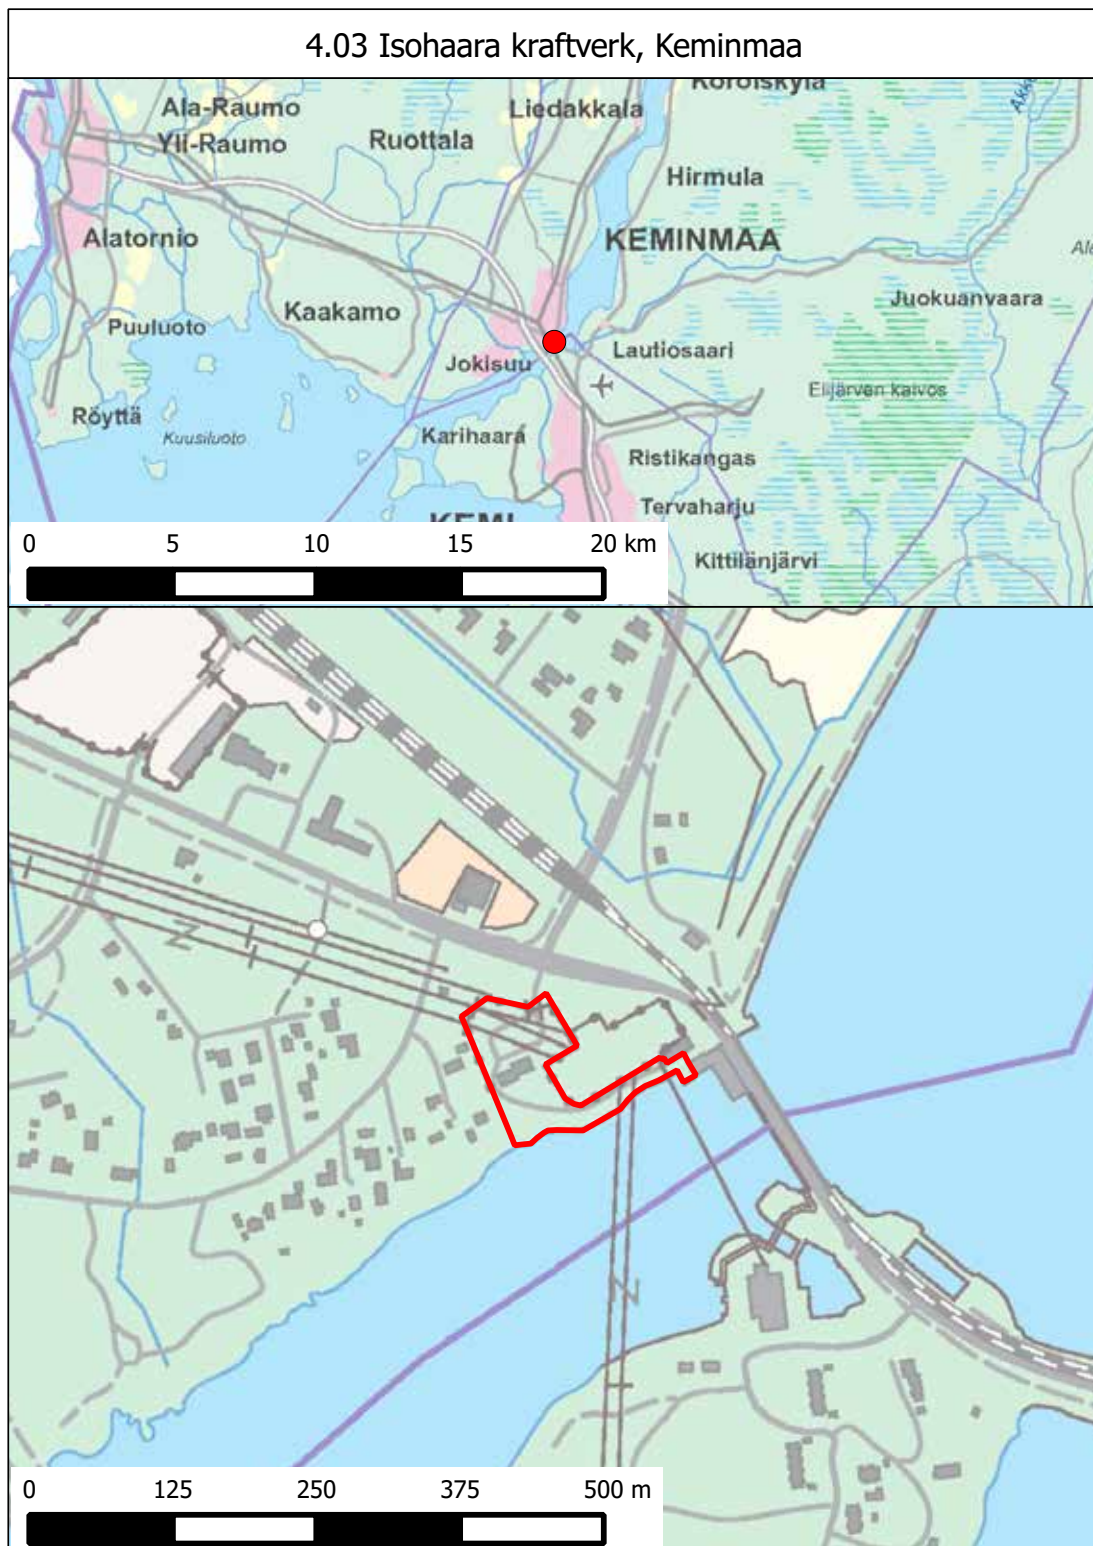 4.03 Isohaara kraftverk, Keminmaa
Koroiskylä
Ala-Raumo
Liedakkala
Yli-Raumo
Ruottala
Hirmula
Alatornio
KEMINMAA
Juokuanvaara
Kaakamo
Puuluoto
Lautiosaari
Jokisuu
Elijärven kaivos
Röyttä
Kuusiluoto
Karihaara
Ristikangas
Tervaharju
KEMI
Kittilänjärvi
0 5 10 15 20 km
0 125 250 375 500 m